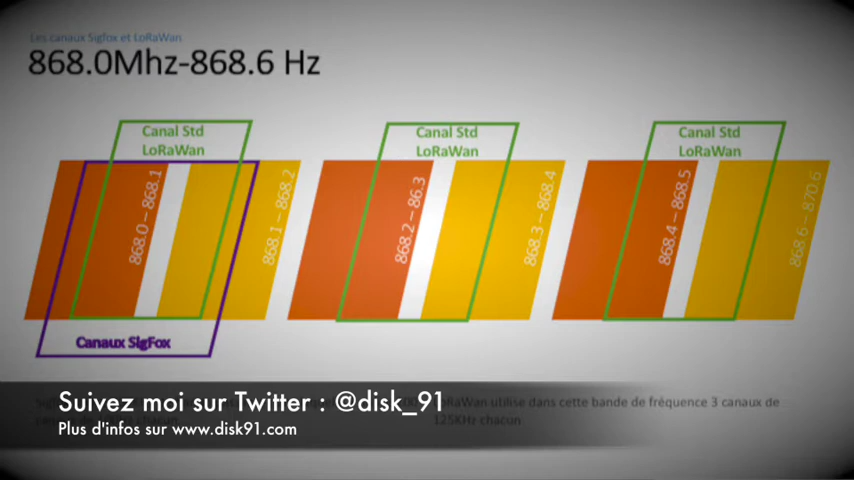 Les canaux Sigfox et LoRaWan
868.0Mhz-868.6 Hz
Canal Std
LoRaWan
Canal Std
LoRaWan
Canal Std
LoRaWan
868.0 – 868.1
868.1 – 868.2
868.2 – 86.3
868.3 – 868.4
868.4 – 868.5
868.6 – 870.6
Canaux SigFox
Suivez moi sur Twitter : @disk_91
Plus d'infos sur www.disk91.com
LoRaWan utilise dans cette bande de fréquence 3 canaux de
125KHz chacun